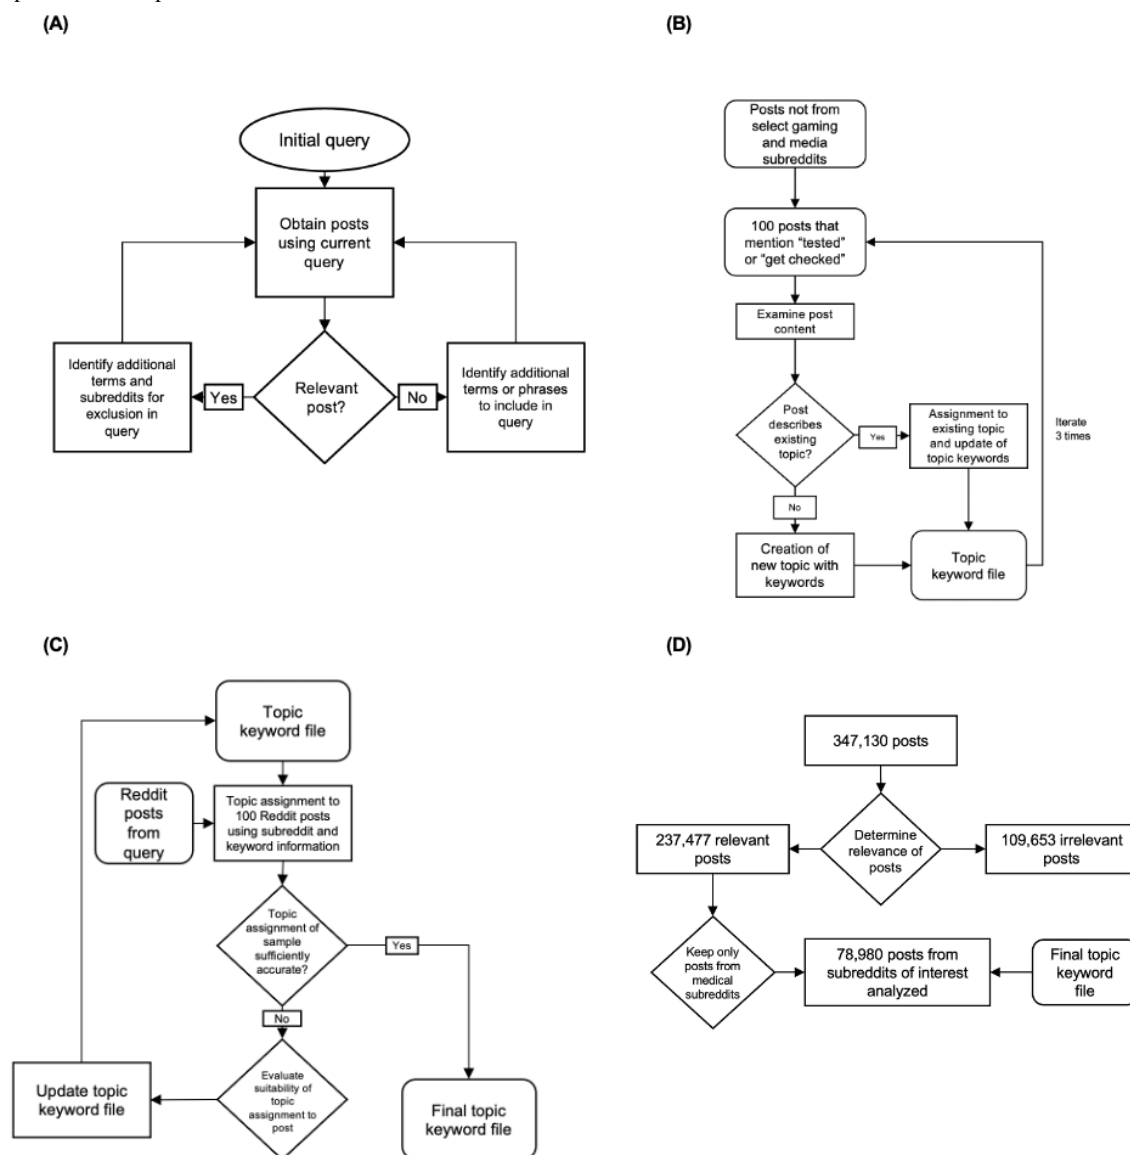 (A)
Initial query
Obtain posts
using current
query
Relevant
post?
Yes
No
Identify additional
terms and
subreddits for
exclusion in
query
Identify additional
terms or phrases
to include in
query
(B)
Posts not from
select gaming
and media
subreddits
100 posts that
mention “tested”
or “get checked”
Examine post
content
Post
describes
existing
topic?
Yes
Assignment to
existing topic
and update of
topic keywords
Iterate
3 times
No
Creation of
new topic with
keywords
Topic
keyword file
(C)
Topic
keyword file
Reddit
posts
from
query
Topic assignment to
100 Reddit posts
using subreddit and
keyword information
Topic
assignment of
sample
sufficiently
accurate?
Yes
No
Evaluate
suitability of
topic
assignment to
post
Update topic
keyword file
Final topic
keyword file
(D)
347,130 posts
Determine
relevance of
posts
237,477 relevant
posts
109,653 irrelevant
posts
Keep only
posts from
medical
subreddits
78,980 posts from
subreddits of interest
analyzed
Final topic
keyword
file